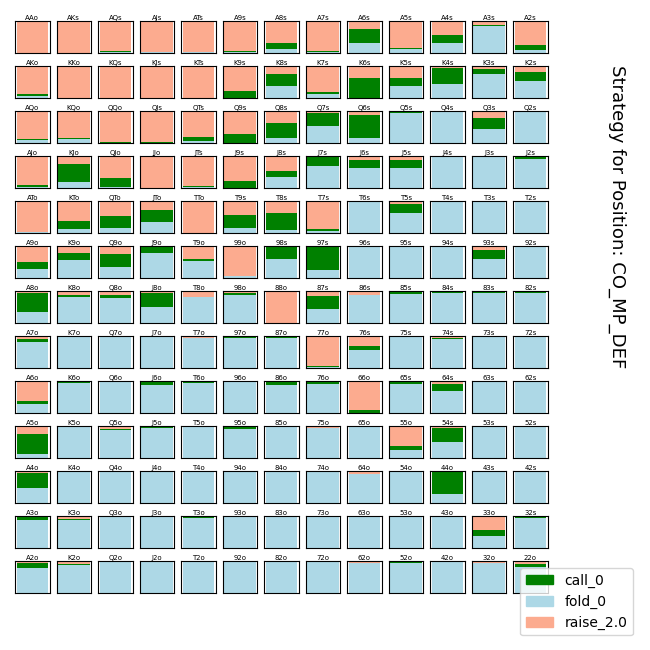 AAo AKs AQs AJs ATs A9s A8s A7s A6s A5s A4s A3s A2s
AKo KKo KQs KJs KTs K9s K8s K7s K6s K5s K4s K3s K2s
AQo KQo QQo QJs QTs Q9s Q8s Q7s Q6s Q5s Q4s Q3s Q2s
AJo KJo QJo JJo JTs J9s J8s J7s J6s J5s J4s J3s J2s
ATo KTo QTo JTo TTo T9s T8s T7s T6s T5s T4s T3s T2s
A9o K9o Q9o J9o T9o 99o 98s 97s 96s 95s 94s 93s 92s
A8o K8o Q8o J8o T8o 98o 88o 87s 86s 85s 84s 83s 82s
A7o K7o Q7o J7o T7o 97o 87o 77o 76s 75s 74s 73s 72s
A6o K6o Q6o J6o T6o 96o 86o 76o 66o 65s 64s 63s 62s
A5o K5o Q5o J5o T5o 95o 85o 75o 65o 55o 54s 53s 52s
A4o K4o Q4o J4o T4o 94o 84o 74o 64o 54o 44o 43s 42s
A3o K3o Q3o J3o T3o 93o 83o 73o 63o 53o 43o 33o 32s
A2o K2o Q2o J2o T2o 92o 82o 72o 62o 52o 42o 32o 22o
Strategy for Position: CO_MP_DEF
call_0
fold_0
raise_2.0